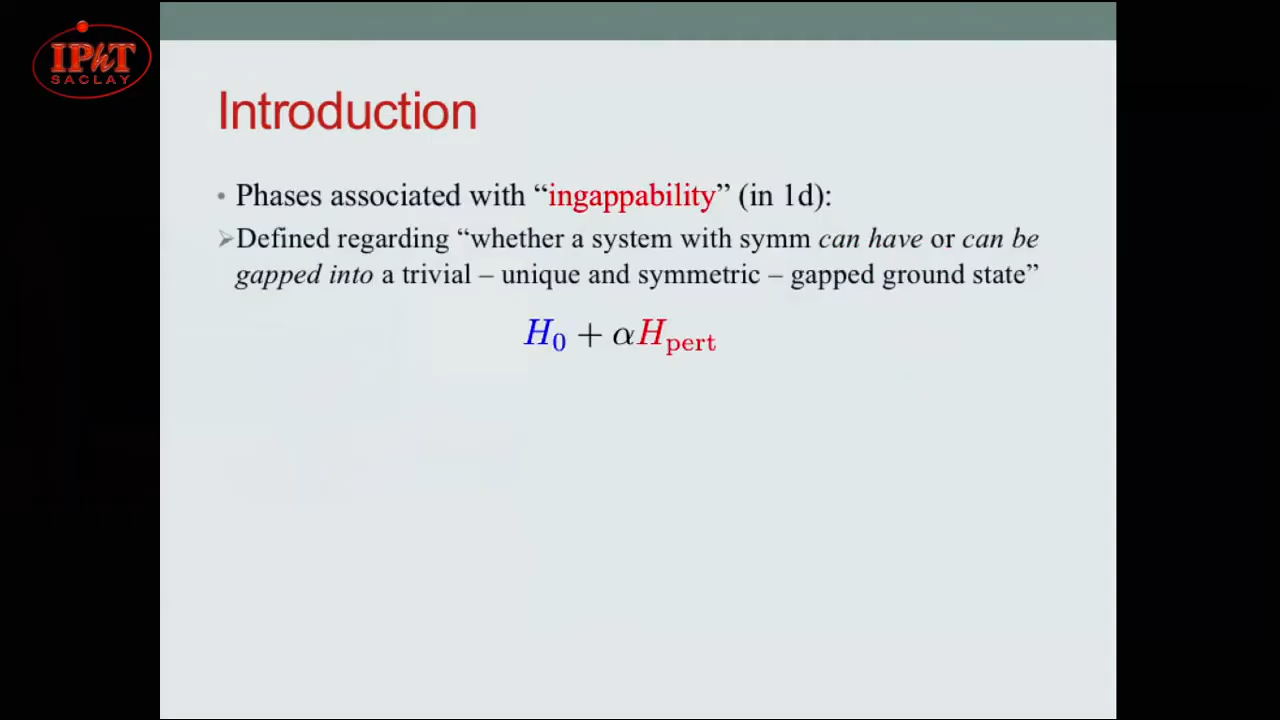 IPhT
SACLAY
Introduction
• Phases associated with “ingappability” (in 1d):
➢Defined regarding “whether a system with symm can have or can be
gapped into a trivial – unique and symmetric – gapped ground state”
H₀ + αH_pert